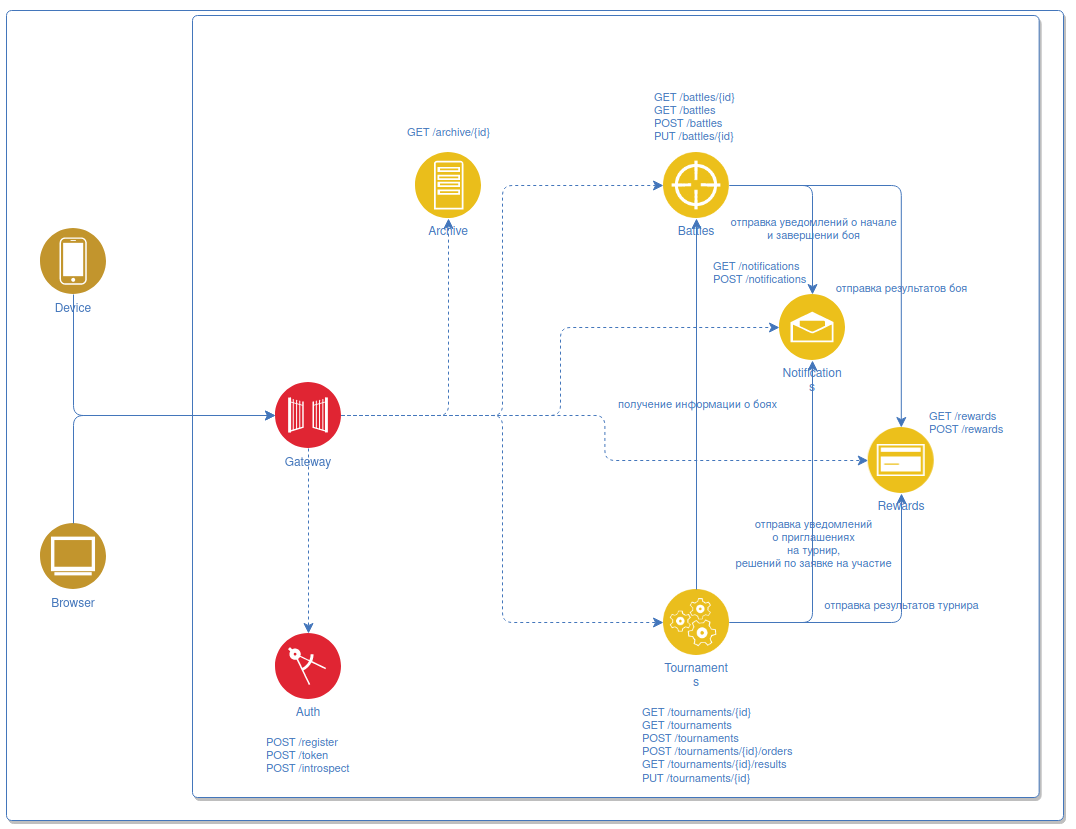 GET /battles/{id}
GET /battles
POST /battles
PUT /battles/{id}
GET /archive/{id}
Archive
Battles
отправка уведомлений о начале
и завершении боя
GET /notifications
POST /notifications
отправка результатов боя
Device
Notification
s
получение информации о боях
GET /rewards
POST /rewards
Gateway
Rewards
отправка уведомлений
о приглашениях
на турнир,
решений по заявке на участие
Browser
отправка результатов турнира
Tournament
s
Auth
GET /tournaments/{id}
GET /tournaments
POST /tournaments
POST /tournaments/{id}/orders
GET /tournaments/{id}/results
PUT /tournaments/{id}
POST /register
POST /token
POST /introspect